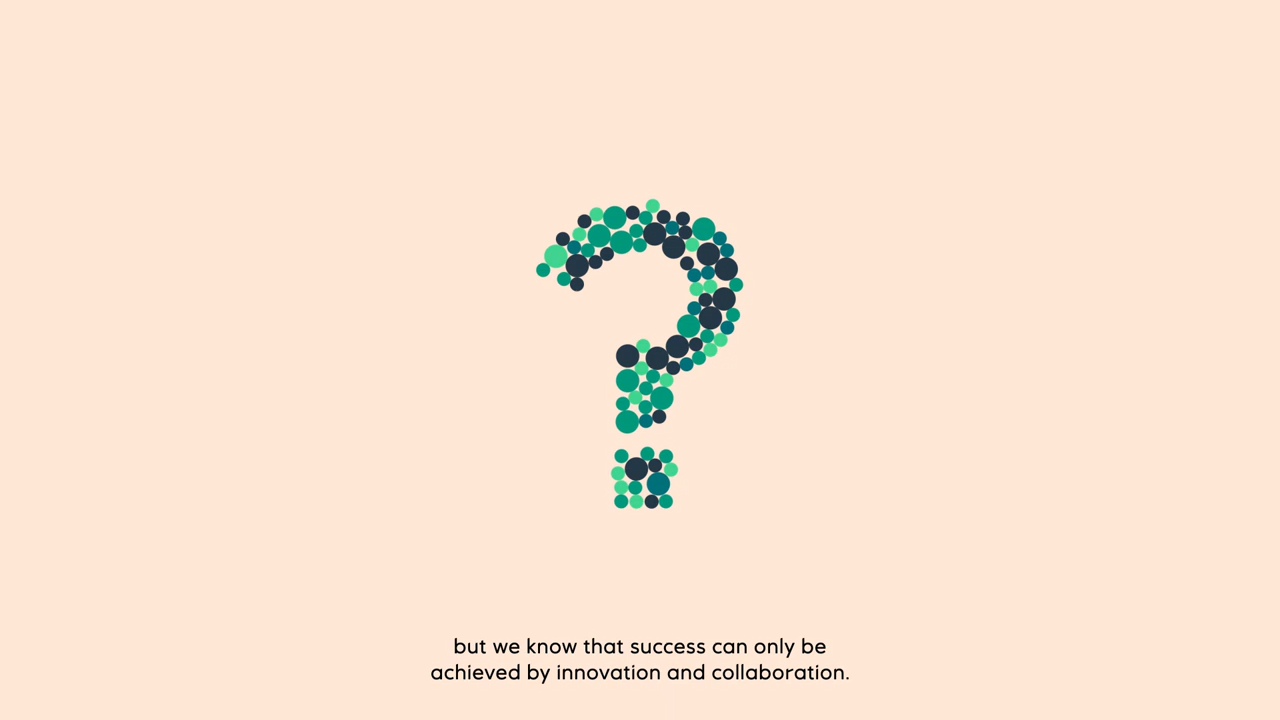 ?
but we know that success can only be
achieved by innovation and collaboration.